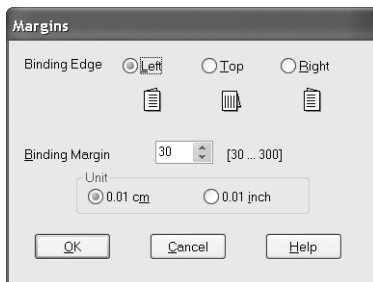 Margins
Binding Edge Left Top Right
Binding Margin 30 [30 ... 300]
Unit
0.01 cm 0.01 inch
OK Cancel Help